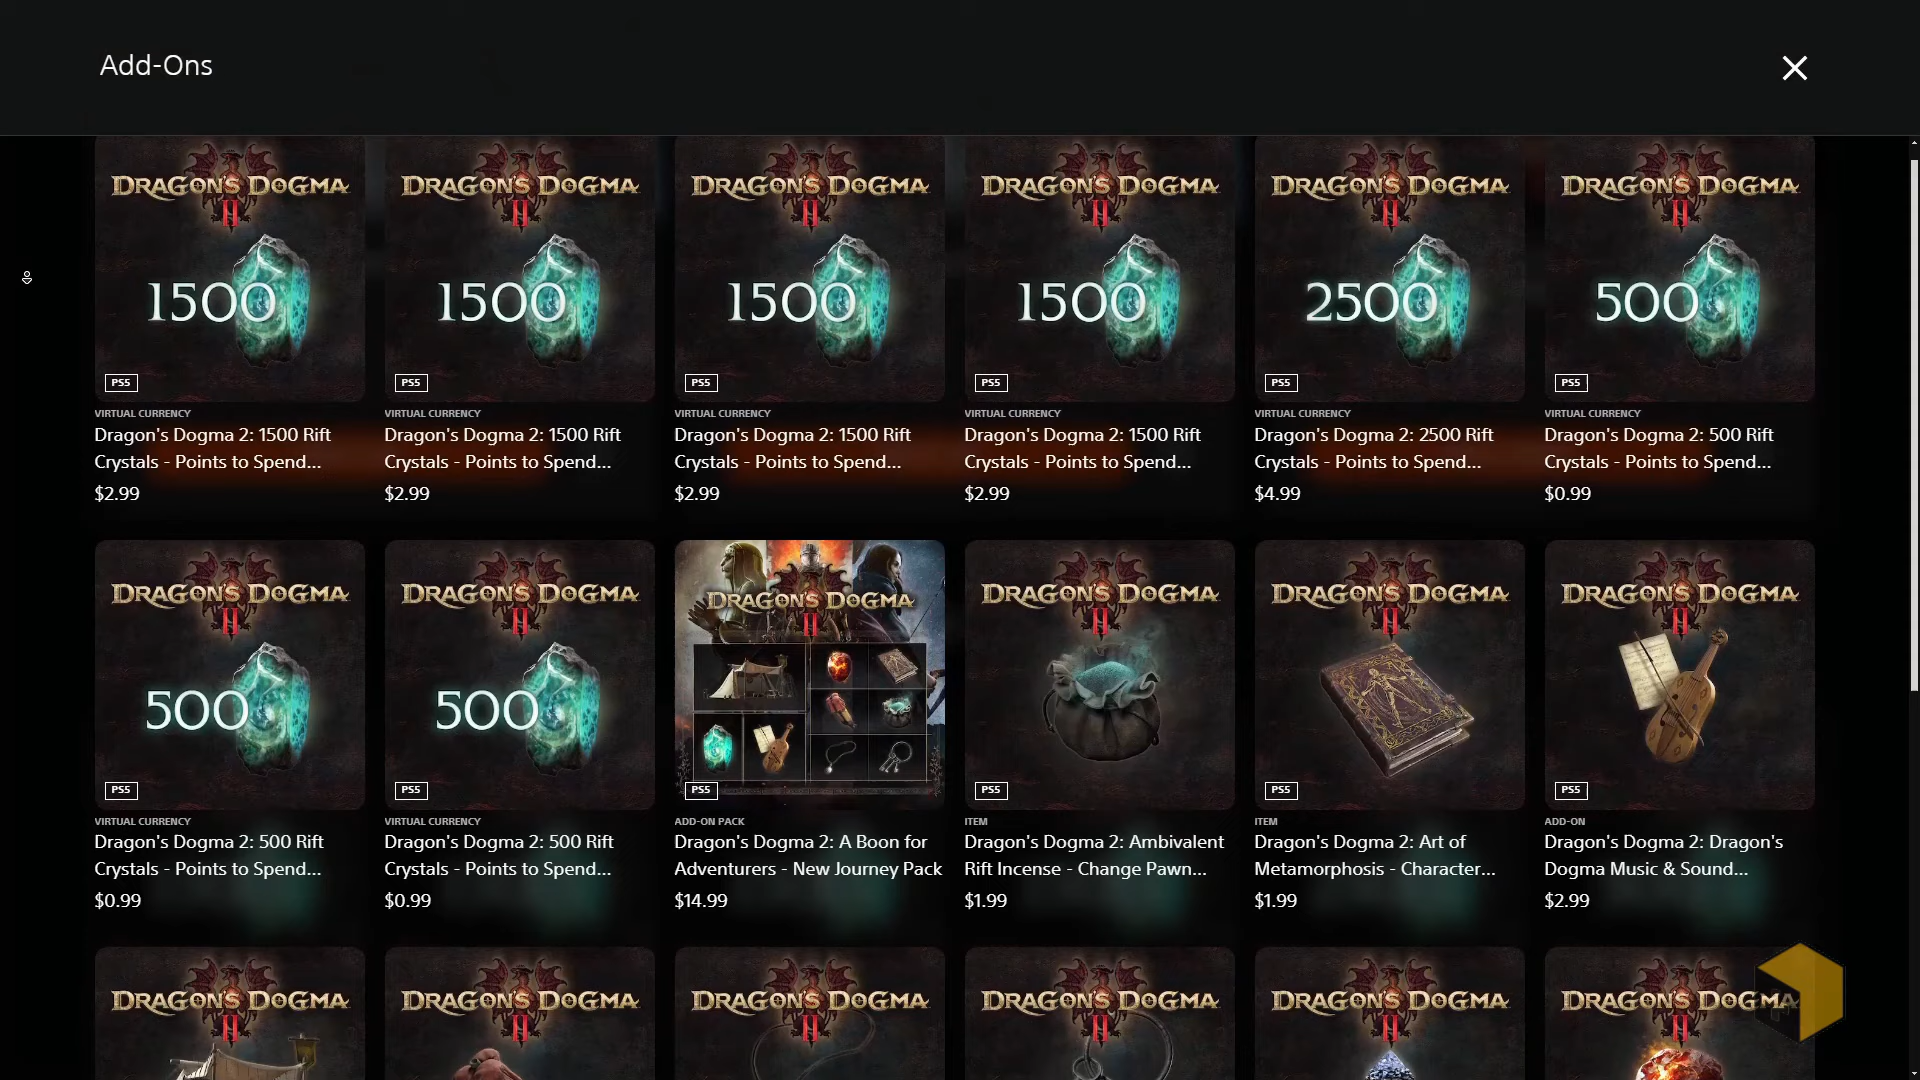 Add-Ons
DRAGON'S DOGMA
II
1500
PS5
VIRTUAL CURRENCY
Dragon's Dogma 2: 1500 Rift
Crystals - Points to Spend...
$2.99
DRAGON'S DOGMA
II
1500
PS5
VIRTUAL CURRENCY
Dragon's Dogma 2: 1500 Rift
Crystals - Points to Spend...
$2.99
DRAGON'S DOGMA
II
1500
PS5
VIRTUAL CURRENCY
Dragon's Dogma 2: 1500 Rift
Crystals - Points to Spend...
$2.99
DRAGON'S DOGMA
II
1500
PS5
VIRTUAL CURRENCY
Dragon's Dogma 2: 1500 Rift
Crystals - Points to Spend...
$2.99
DRAGON'S DOGMA
II
2500
PS5
VIRTUAL CURRENCY
Dragon's Dogma 2: 2500 Rift
Crystals - Points to Spend...
$4.99
DRAGON'S DOGMA
II
500
PS5
VIRTUAL CURRENCY
Dragon's Dogma 2: 500 Rift
Crystals - Points to Spend...
$0.99
DRAGON'S DOGMA
II
500
PS5
VIRTUAL CURRENCY
Dragon's Dogma 2: 500 Rift
Crystals - Points to Spend...
$0.99
DRAGON'S DOGMA
II
500
PS5
VIRTUAL CURRENCY
Dragon's Dogma 2: 500 Rift
Crystals - Points to Spend...
$0.99
DRAGON'S DOGMA
II
PS5
ADD-ON PACK
Dragon's Dogma 2: A Boon for
Adventurers - New Journey Pack
$14.99
DRAGON'S DOGMA
II
PS5
ITEM
Dragon's Dogma 2: Ambivalent
Rift Incense - Change Pawn...
$1.99
DRAGON'S DOGMA
II
PS5
ITEM
Dragon's Dogma 2: Art of
Metamorphosis - Character...
$1.99
DRAGON'S DOGMA
II
PS5
ADD-ON
Dragon's Dogma 2: Dragon's
Dogma Music & Sound...
$2.99
DRAGON'S DOGMA
II
DRAGON'S DOGMA
II
DRAGON'S DOGMA
II
DRAGON'S DOGMA
II
DRAGON'S DOGMA
II
DRAGON'S DOGMA
II